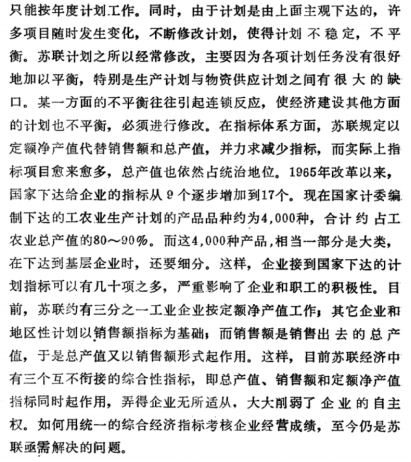 只能按年度计划工作。同时，由于计划是由上面主观下达的，许
多项目随时发生变化，不断修改计划，使得计划不稳定，不平
衡。苏联计划之所以经常修改，主要因为各项计划任务没有很好
地加以平衡，特别是生产计划与物资供应计划之间有很大的缺
口。某一方面的不平衡往往引起连锁反应，使经济建设其他方面
的计划也不平衡，必须进行修改。在指标体系方面，苏联规定以
定额净产值代替销售额和总产值，并力求减少指标，而实际上指
标项目愈来愈多，总产值也依然占统治地位。1965年改革以来，
国家下达给企业的指标从9个逐步增加到17个。现在国家计委编
制下达的工农业生产计划的产品品种约为4,000种，合计约占工
农业总产值的80～90%。而这4,000种产品，相当一部分是大类，
在下达到基层企业时，还要细分。这样，企业接到国家下达的计
划指标可以有几十项之多，严重影响了企业和职工的积极性。目
前，苏联约有三分之一工业企业按定额净产值工作；其它企业和
地区性计划以销售额指标为基础；而销售额是销售出去的总产
值，于是总产值又以销售额形式起作用。这样，目前苏联经济中
有三个互不衔接的综合性指标，即总产值、销售额和定额净产值
指标同时起作用，弄得企业无所适从，大大削弱了企业的自主
权。如何用统一的综合经济指标考核企业经营成绩，至今仍是苏
联亟需解决的问题。